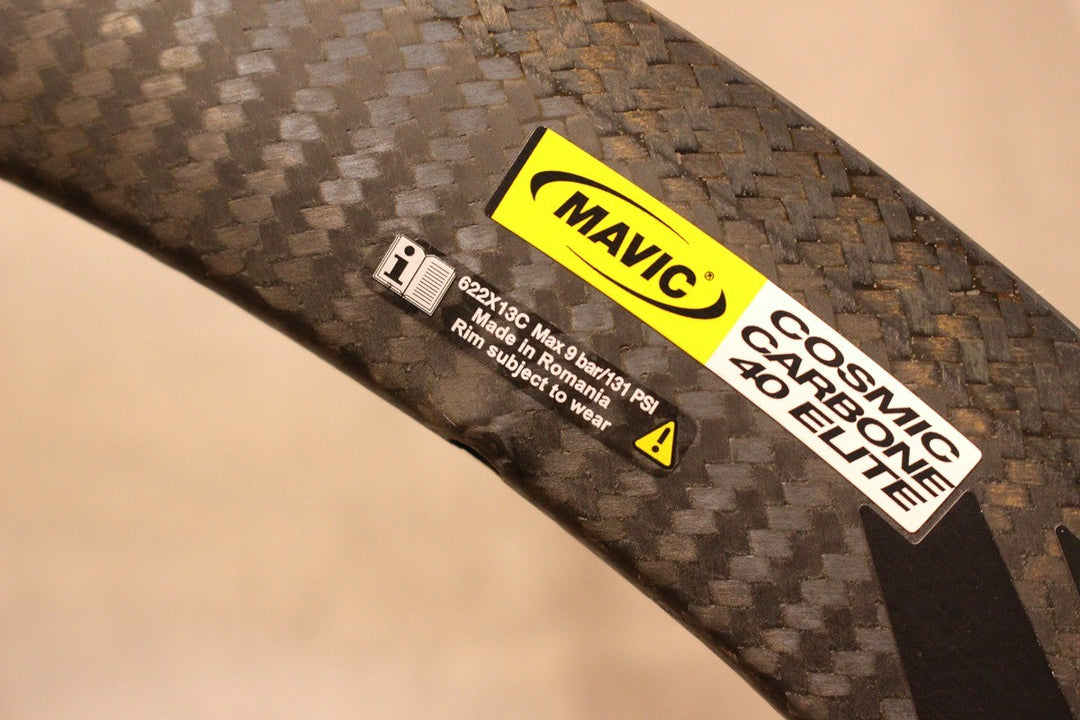 MAVIC®
COSMIC
CARBONE
40 ELITE
i
622X13C Max 9 bar/131 PSI
Made in Romania
Rim subject to wear
!